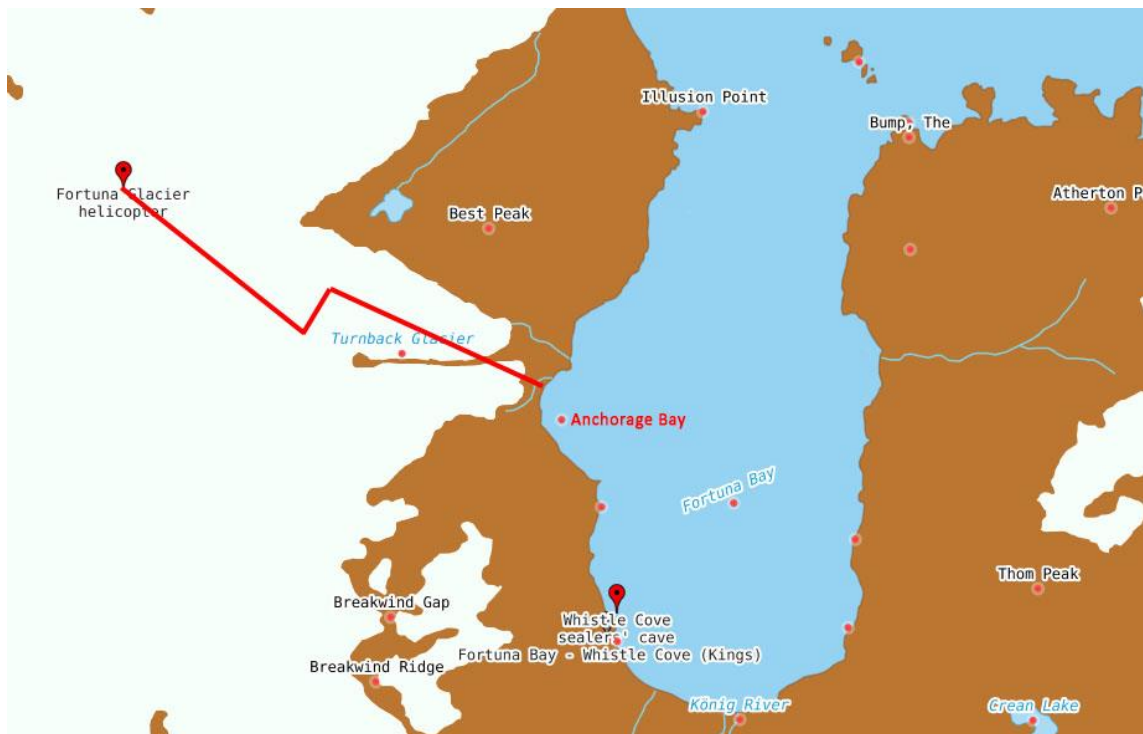 Illusion Point
Bump, The
Fortuna Glacier
helicopter
Atherton P
Best Peak
Turnback Glacier
Anchorage Bay
Fortuna Bay
Thom Peak
Breakwind Gap
Whistle Cove
sealers' cave
Fortuna Bay - Whistle Cove (Kings)
Breakwind Ridge
König River
Crean Lake